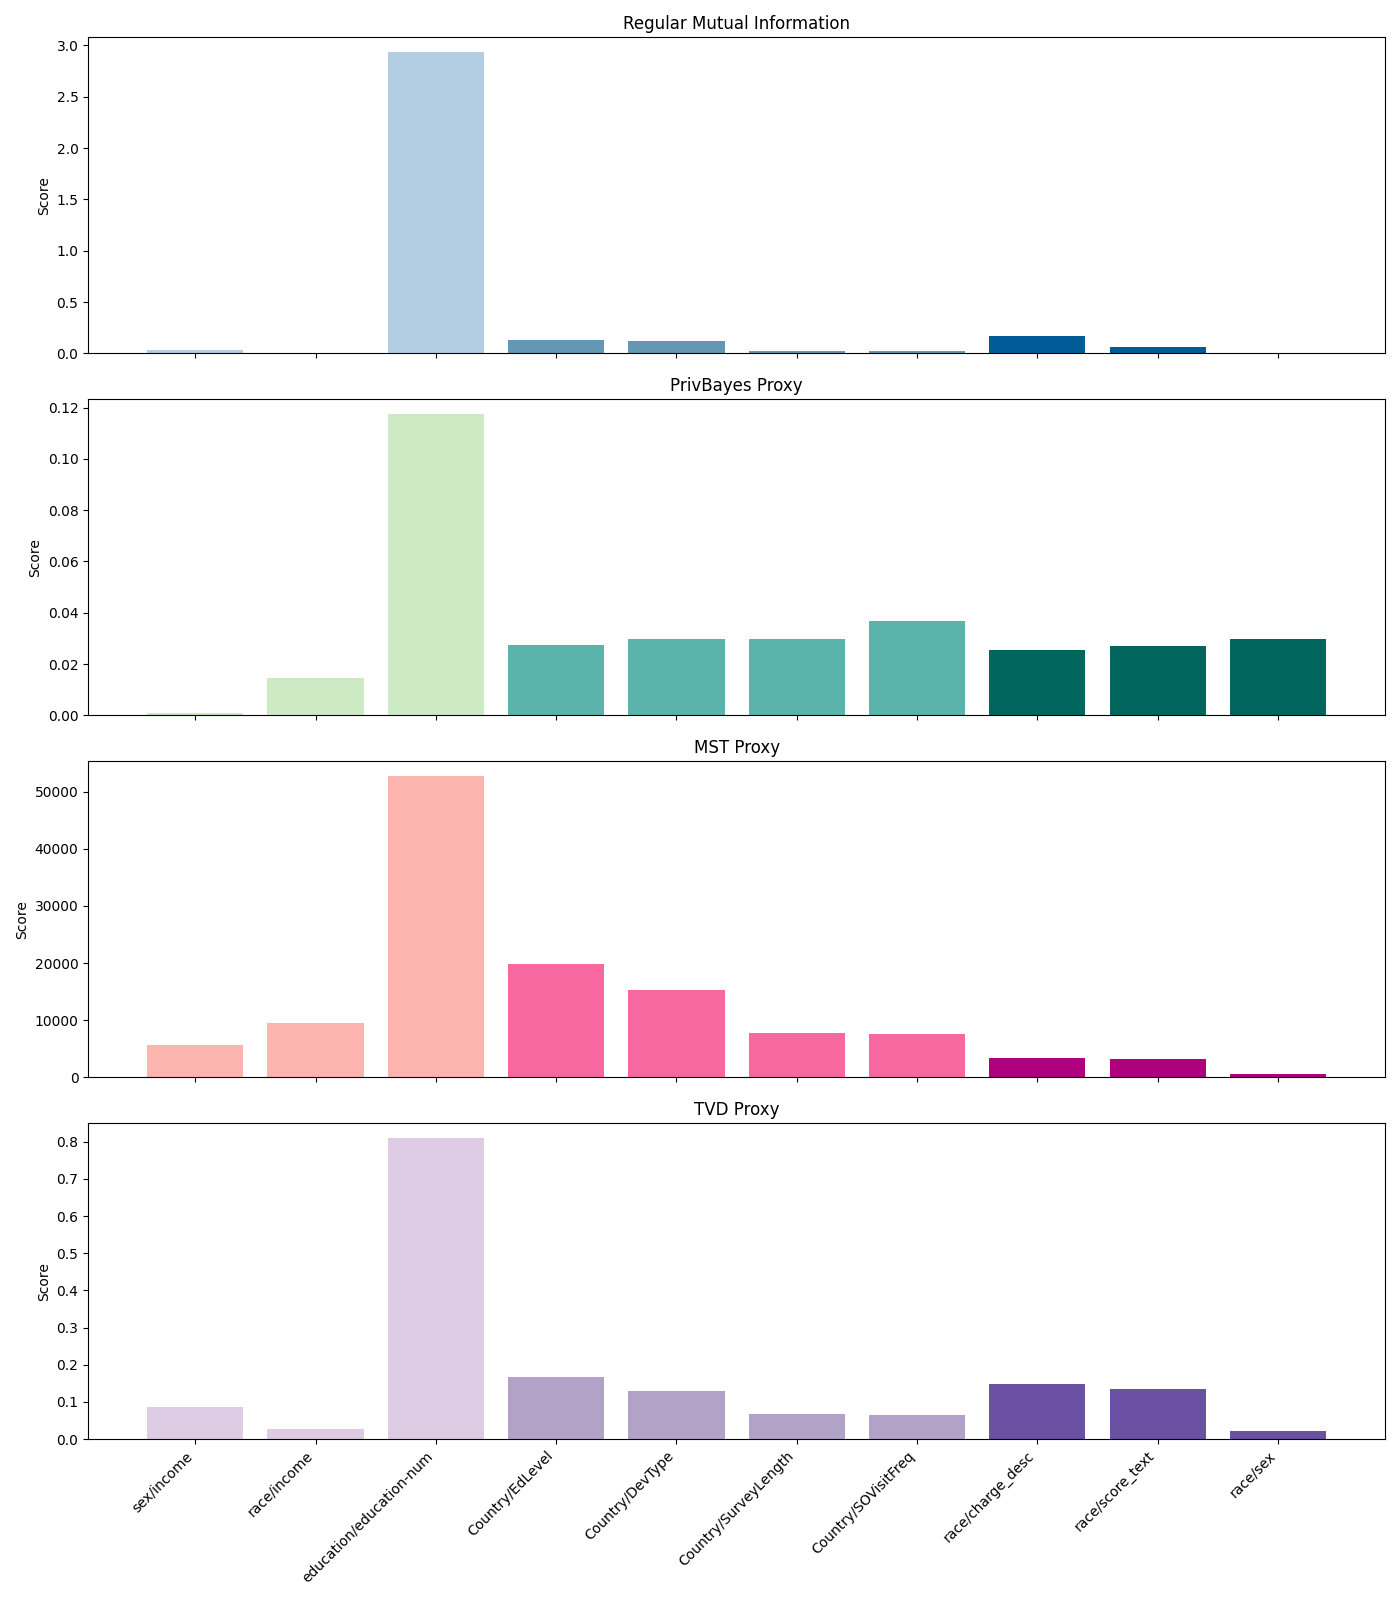 Regular Mutual Information
3.0
2.5
2.0
1.5
1.0
0.5
0.0
Score
PrivBayes Proxy
0.12
0.10
0.08
0.06
0.04
0.02
0.00
Score
MST Proxy
50000
40000
30000
20000
10000
0
Score
TVD Proxy
0.8
0.7
0.6
0.5
0.4
0.3
0.2
0.1
0.0
Score
sex/income
race/income
education/education-num
Country/EdLevel
Country/DevType
Country/SurveyLength
Country/SOVisitFreq
race/charge_desc
race/score_text
race/sex